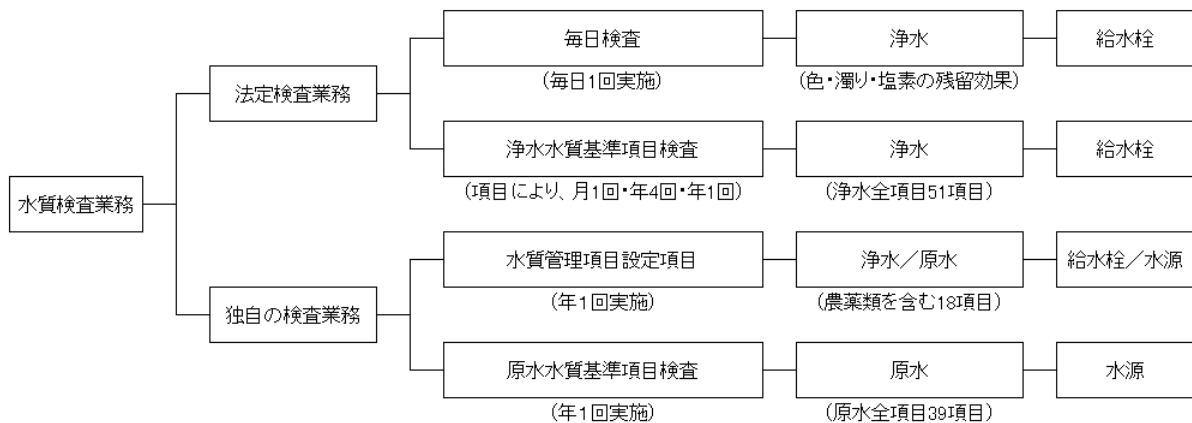 水質検査業務
法定検査業務
毎日検査
(毎日1回実施)
浄水
(色・濁り・塩素の残留効果)
給水栓
浄水水質基準項目検査
(項目により、月1回・年4回・年1回)
浄水
(浄水全項目51項目)
給水栓
独自の検査業務
水質管理項目設定項目
(年1回実施)
浄水／原水
(農薬類を含む18項目)
給水栓／水源
原水水質基準項目検査
(年1回実施)
原水
(原水全項目39項目)
水源